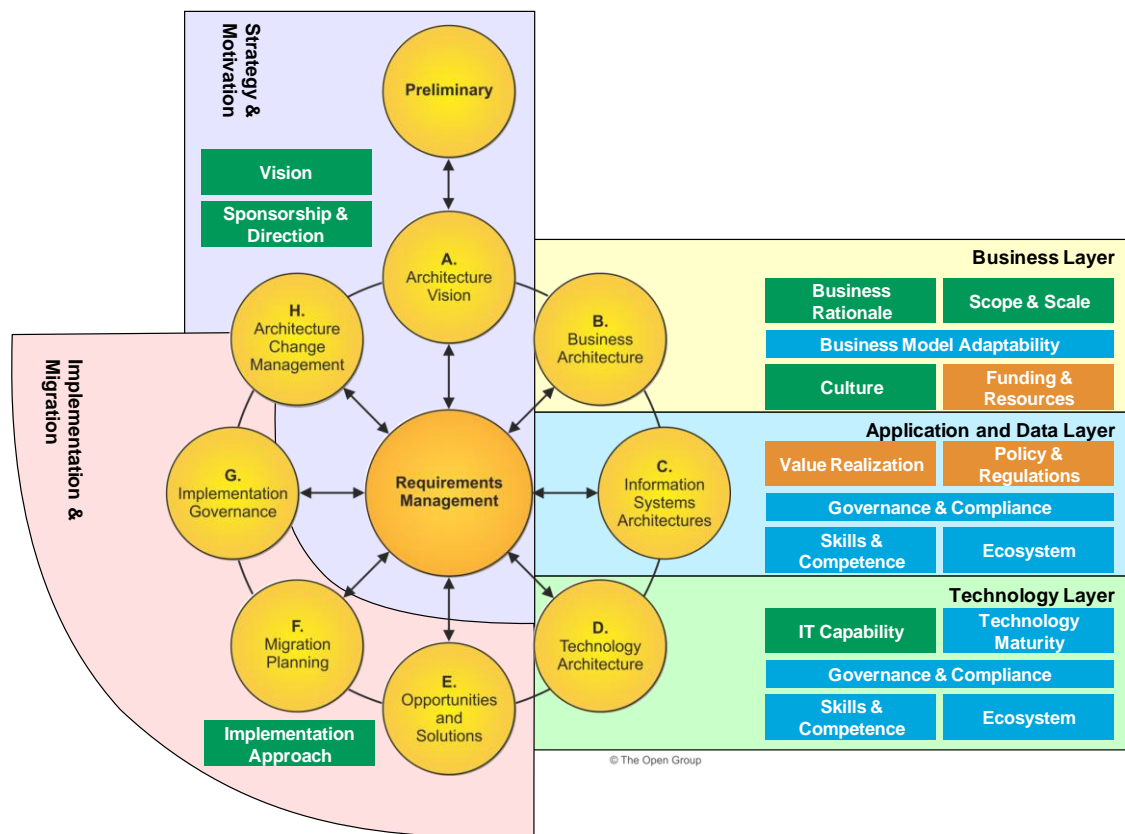 Strategy &
Motivation
Preliminary
Vision
Sponsorship &
Direction
A.
Architecture
Vision
H.
Architecture
Change
Management
B.
Business
Architecture
Business Layer
Business
Rationale
Scope & Scale
Business Model Adaptability
Culture
Funding &
Resources
Implementation &
Migration
G.
Implementation
Governance
Requirements
Management
C.
Information
Systems
Architectures
Application and Data Layer
Value Realization
Policy &
Regulations
Governance & Compliance
Skills &
Competence
Ecosystem
F.
Migration
Planning
E.
Opportunities
and
Solutions
D.
Technology
Architecture
Technology Layer
IT Capability
Technology
Maturity
Governance & Compliance
Skills &
Competence
Ecosystem
Implementation
Approach
© The Open Group